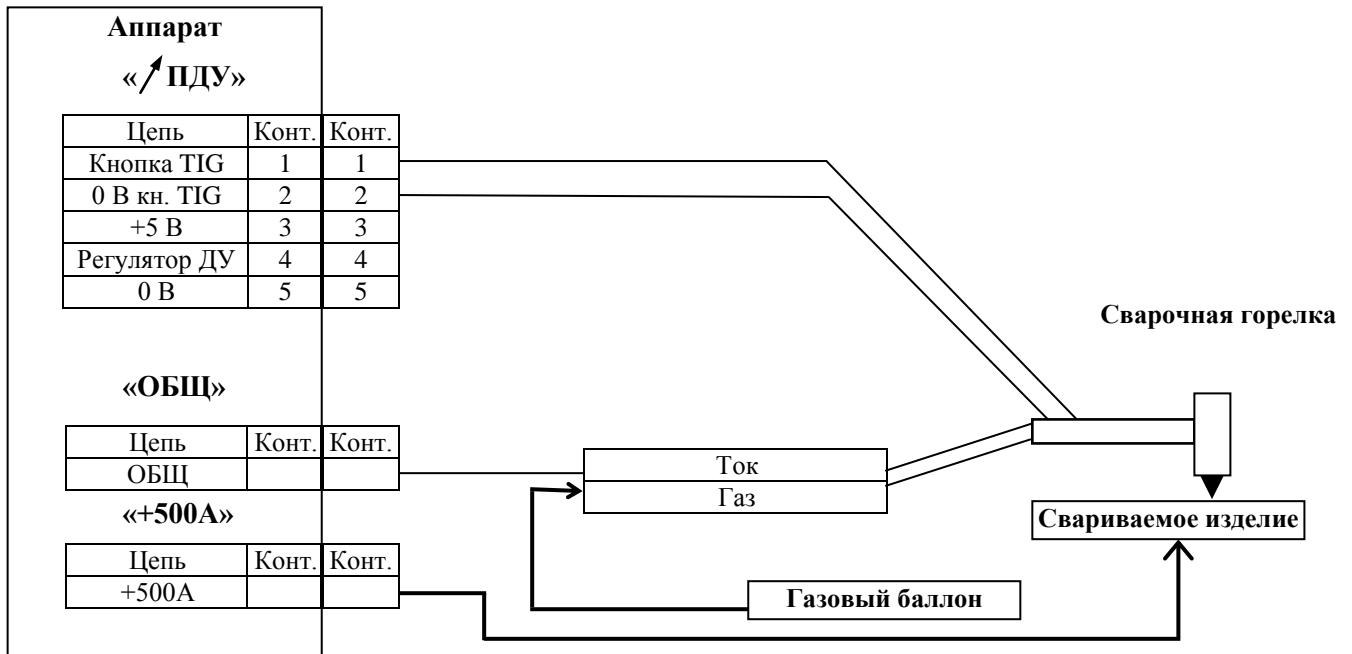 Аппарат
«↗ПДУ»
Цепь Конт. Конт.
Кнопка TIG 1 1
0 В кн. TIG 2 2
+5 В 3 3
Регулятор ДУ 4 4
0 В 5 5
Сварочная горелка
«ОБЩ»
Цепь Конт. Конт.
ОБЩ
Ток
Газ
«+500А»
Свариваемое изделие
Цепь Конт. Конт.
+500А
Газовый баллон